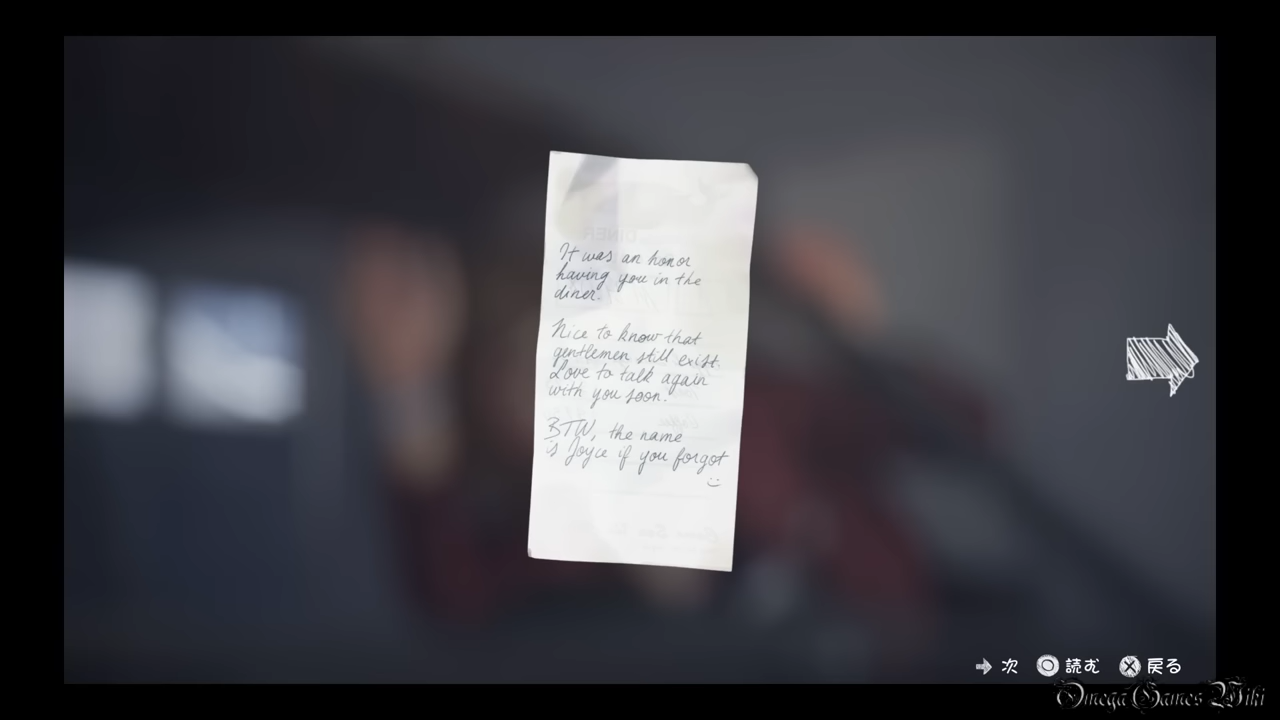 DINER
It was an honor
having you in the
diner.
Nice to know that
gentlemen still exist.
Love to talk again
with you soon.
BTW, the name
is Joyce if you forgot
次 読む 戻る
Omega Games Wiki